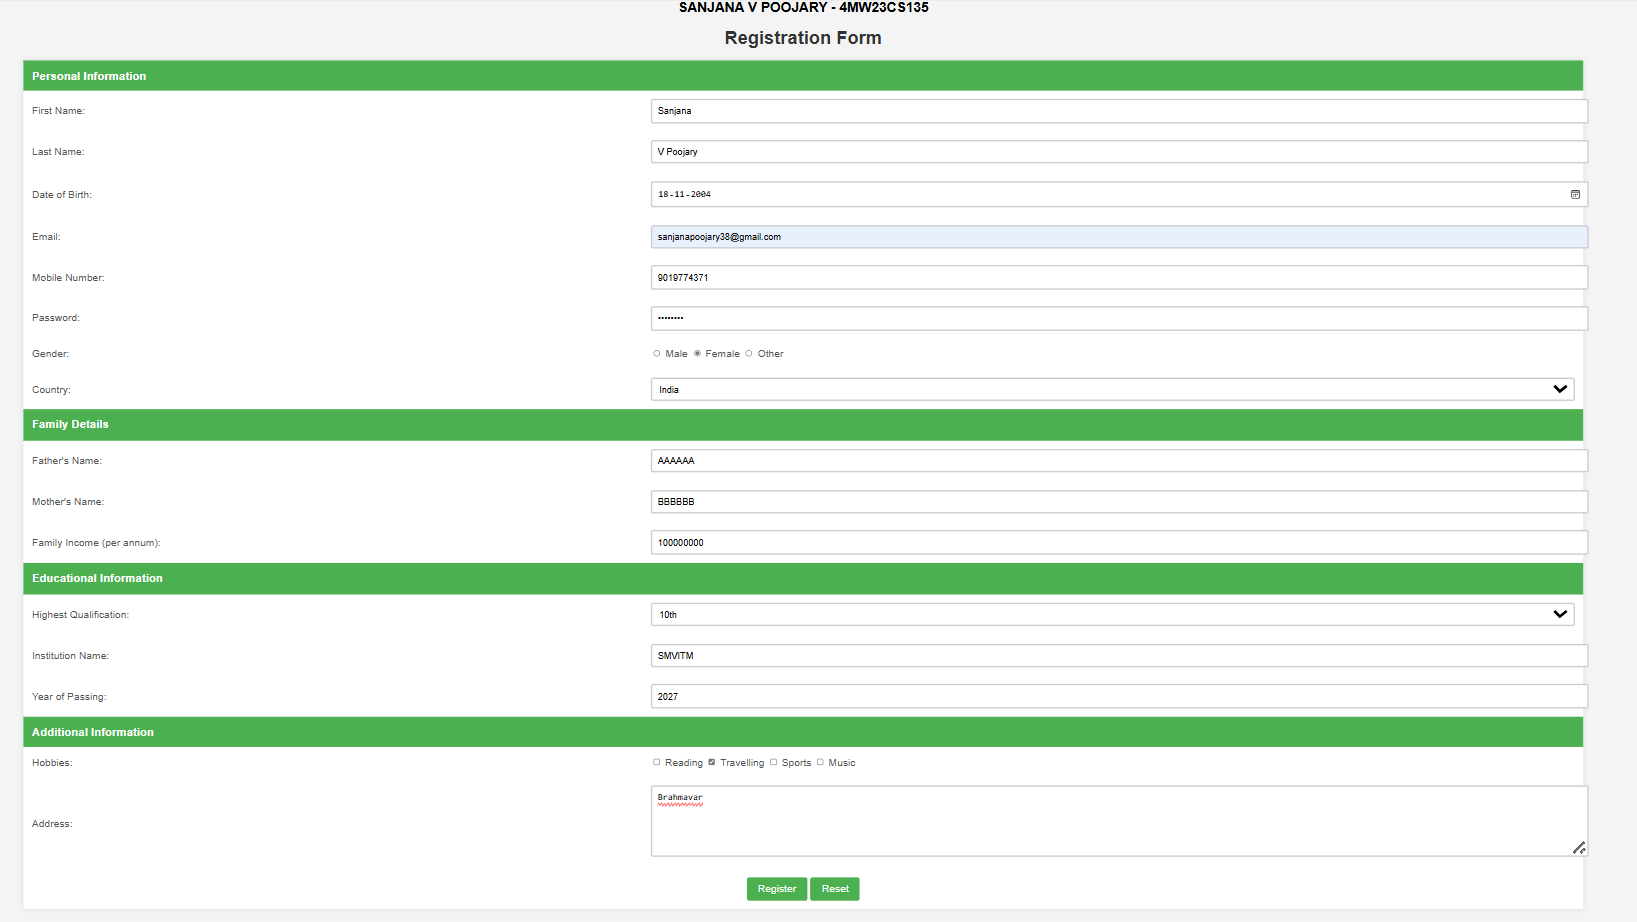 SANJANA V POOJARY - 4MW23CS135
Registration Form
Personal Information
First Name: Sanjana
Last Name: V Poojary
Date of Birth: 18-11-2004
Email: sanjanapoojary38@gmail.com
Mobile Number: 9019774371
Password: ••••••••
Gender: Male Female Other
Country: India
Family Details
Father's Name: AAAAAA
Mother's Name: BBBBBB
Family Income (per annum): 100000000
Educational Information
Highest Qualification: 10th
Institution Name: SMVITM
Year of Passing: 2027
Additional Information
Hobbies: Reading Travelling Sports Music
Address: Brahmavar
Register Reset